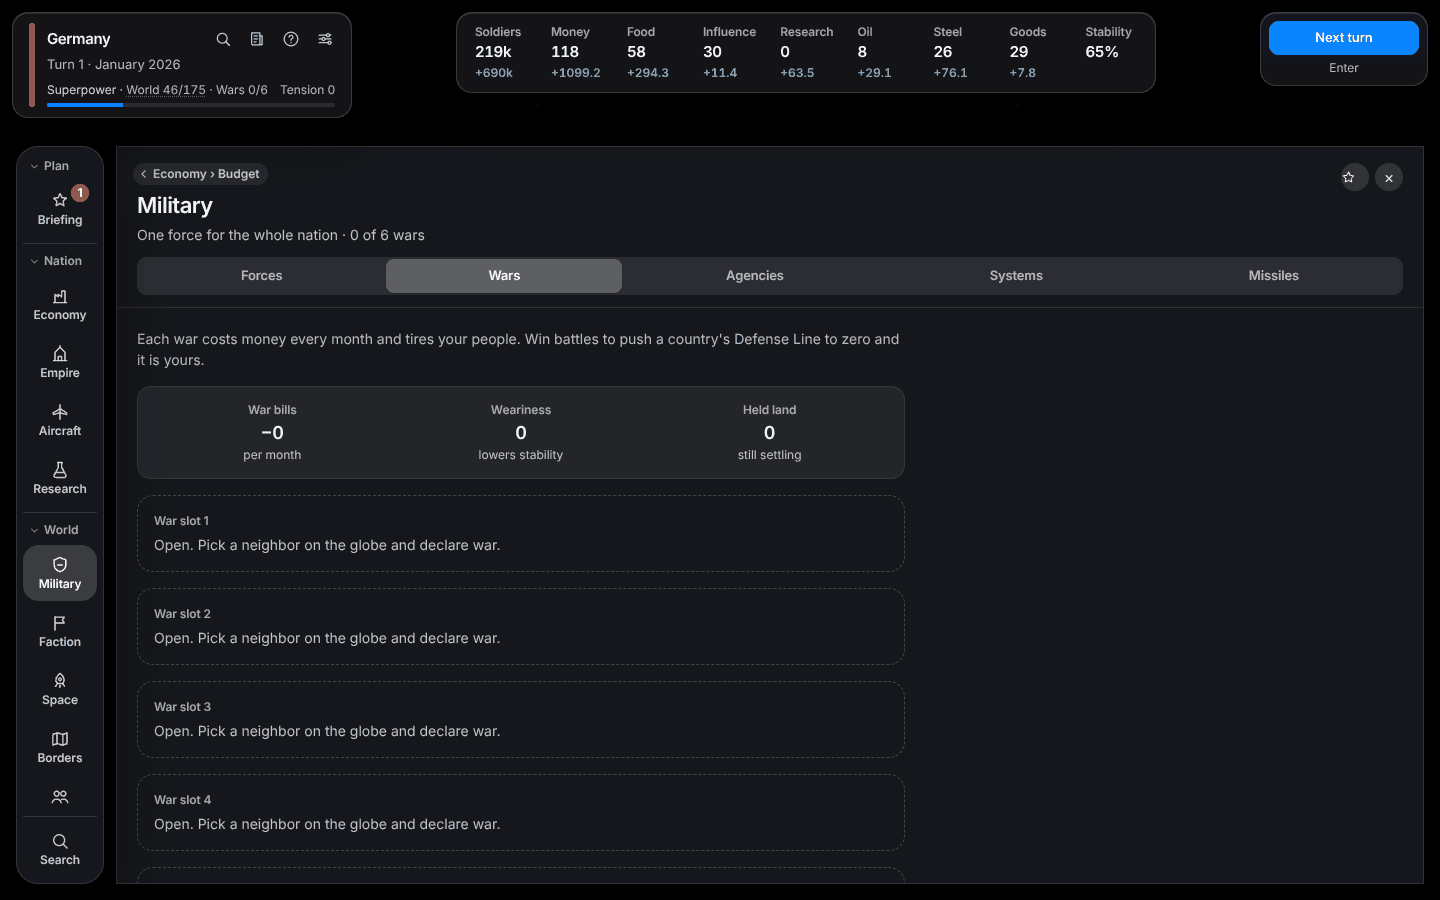 Germany
Turn 1 · January 2026
Superpower · World 46/175 · Wars 0/6 Tension 0
Soldiers Money Food Influence Research Oil Steel Goods Stability
219k 118 58 30 0 8 26 29 65%
+690k +1099.2 +294.3 +11.4 +63.5 +29.1 +76.1 +7.8
Next turn
Enter
Plan
1
Briefing
Nation
Economy
Empire
Aircraft
Research
World
Military
Faction
Space
Borders
Search
Economy › Budget
Military
One force for the whole nation · 0 of 6 wars
Forces Wars Agencies Systems Missiles
Each war costs money every month and tires your people. Win battles to push a country's Defense Line to zero and
it is yours.
War bills Weariness Held land
−0 0 0
per month lowers stability still settling
War slot 1
Open. Pick a neighbor on the globe and declare war.
War slot 2
Open. Pick a neighbor on the globe and declare war.
War slot 3
Open. Pick a neighbor on the globe and declare war.
War slot 4
Open. Pick a neighbor on the globe and declare war.